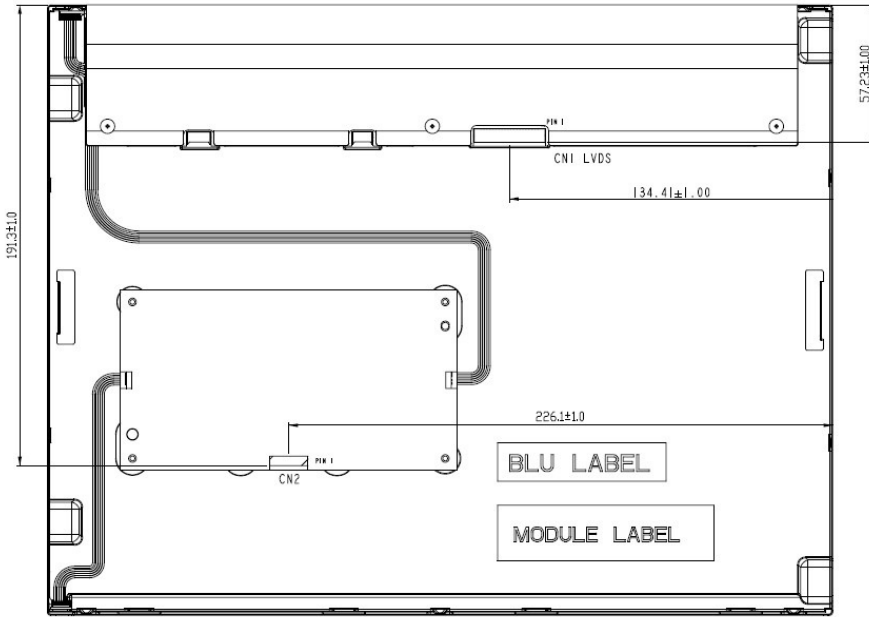 57.23±1.00
PIN 1
CN1 LVDS
134.41±1.00
191.3±1.0
226.1±1.0
PIN 1
CN2
BLU LABEL
MODULE LABEL